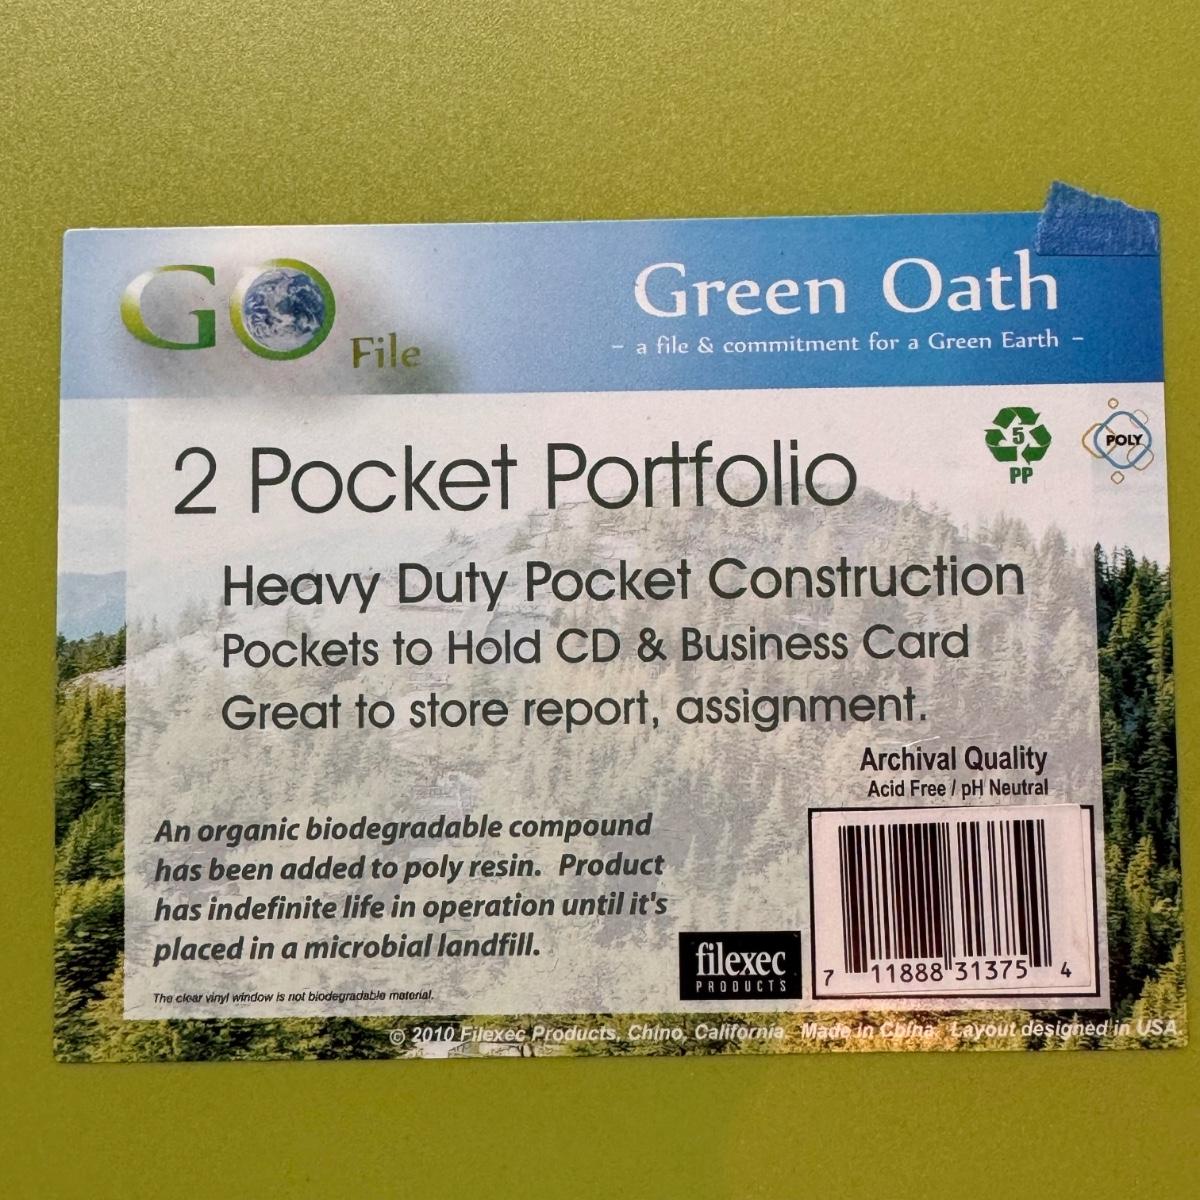 GO File
Green Oath
- a file & commitment for a Green Earth -
5
PP
POLY
2 Pocket Portfolio
Heavy Duty Pocket Construction
Pockets to Hold CD & Business Card
Great to store report, assignment.
Archival Quality
Acid Free / pH Neutral
An organic biodegradable compound
has been added to poly resin. Product
has indefinite life in operation until it's
placed in a microbial landfill.
The clear vinyl window is not biodegradable material.
filexec
PRODUCTS
7 11888 31375 4
© 2010 Filexec Products, Chino, California. Made in China. Layout designed in USA.